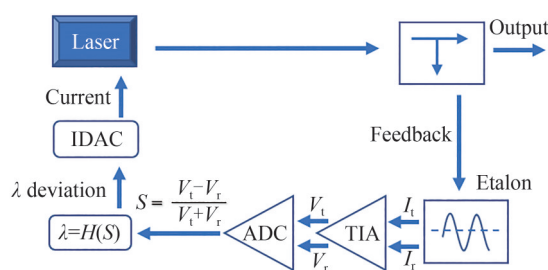 Laser
Output
Current
Feedback
IDAC
Etalon
λ deviation
S = (Vt−Vr)/(Vt+Vr)
Vt
It
λ=H(S)
ADC
TIA
Vr
Ir